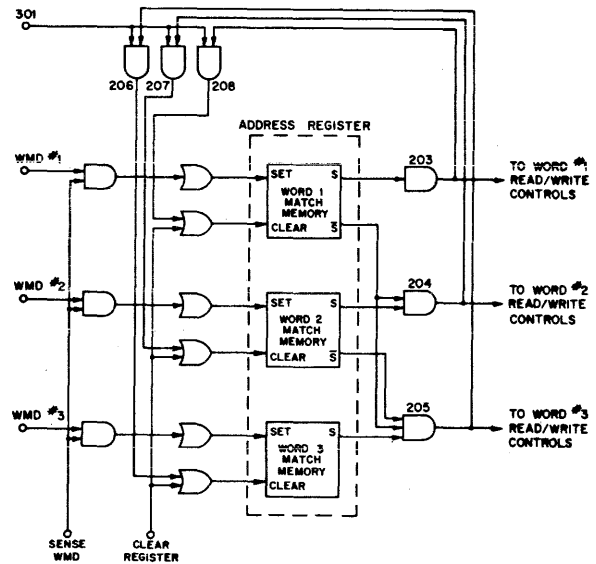 301
206 207 208
ADDRESS REGISTER
WMD #1
SET S
WORD 1
MATCH
MEMORY
CLEAR S̅
203
TO WORD #1
READ/WRITE
CONTROLS
WMD #2
SET S
WORD 2
MATCH
MEMORY
CLEAR S̅
204
TO WORD #2
READ/WRITE
CONTROLS
WMD #3
SET S
WORD 3
MATCH
MEMORY
CLEAR
205
TO WORD #3
READ/WRITE
CONTROLS
SENSE
WMD
CLEAR
REGISTER